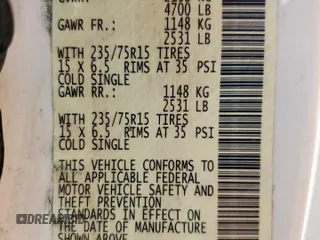 4700 LB
GAWR FR.: 1148 KG
2531 LB
WITH 235/75R15 TIRES
15 X 6.5 RIMS AT 35 PSI
COLD SINGLE
GAWR RR.: 1148 KG
2531 LB
WITH 235/75R15 TIRES
15 X 6.5 RIMS AT 35 PSI
COLD SINGLE
THIS VEHICLE CONFORMS TO
ALL APPLICABLE FEDERAL
MOTOR VEHICLE SAFETY AND
THEFT PREVENTION
STANDARDS IN EFFECT ON
THE DATE OF MANUFACTURE
SHOWN ABOVE